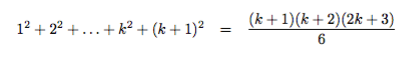 1² + 2² + … + k² + (k + 1)² = (k + 1)(k + 2)(2k + 3) / 6